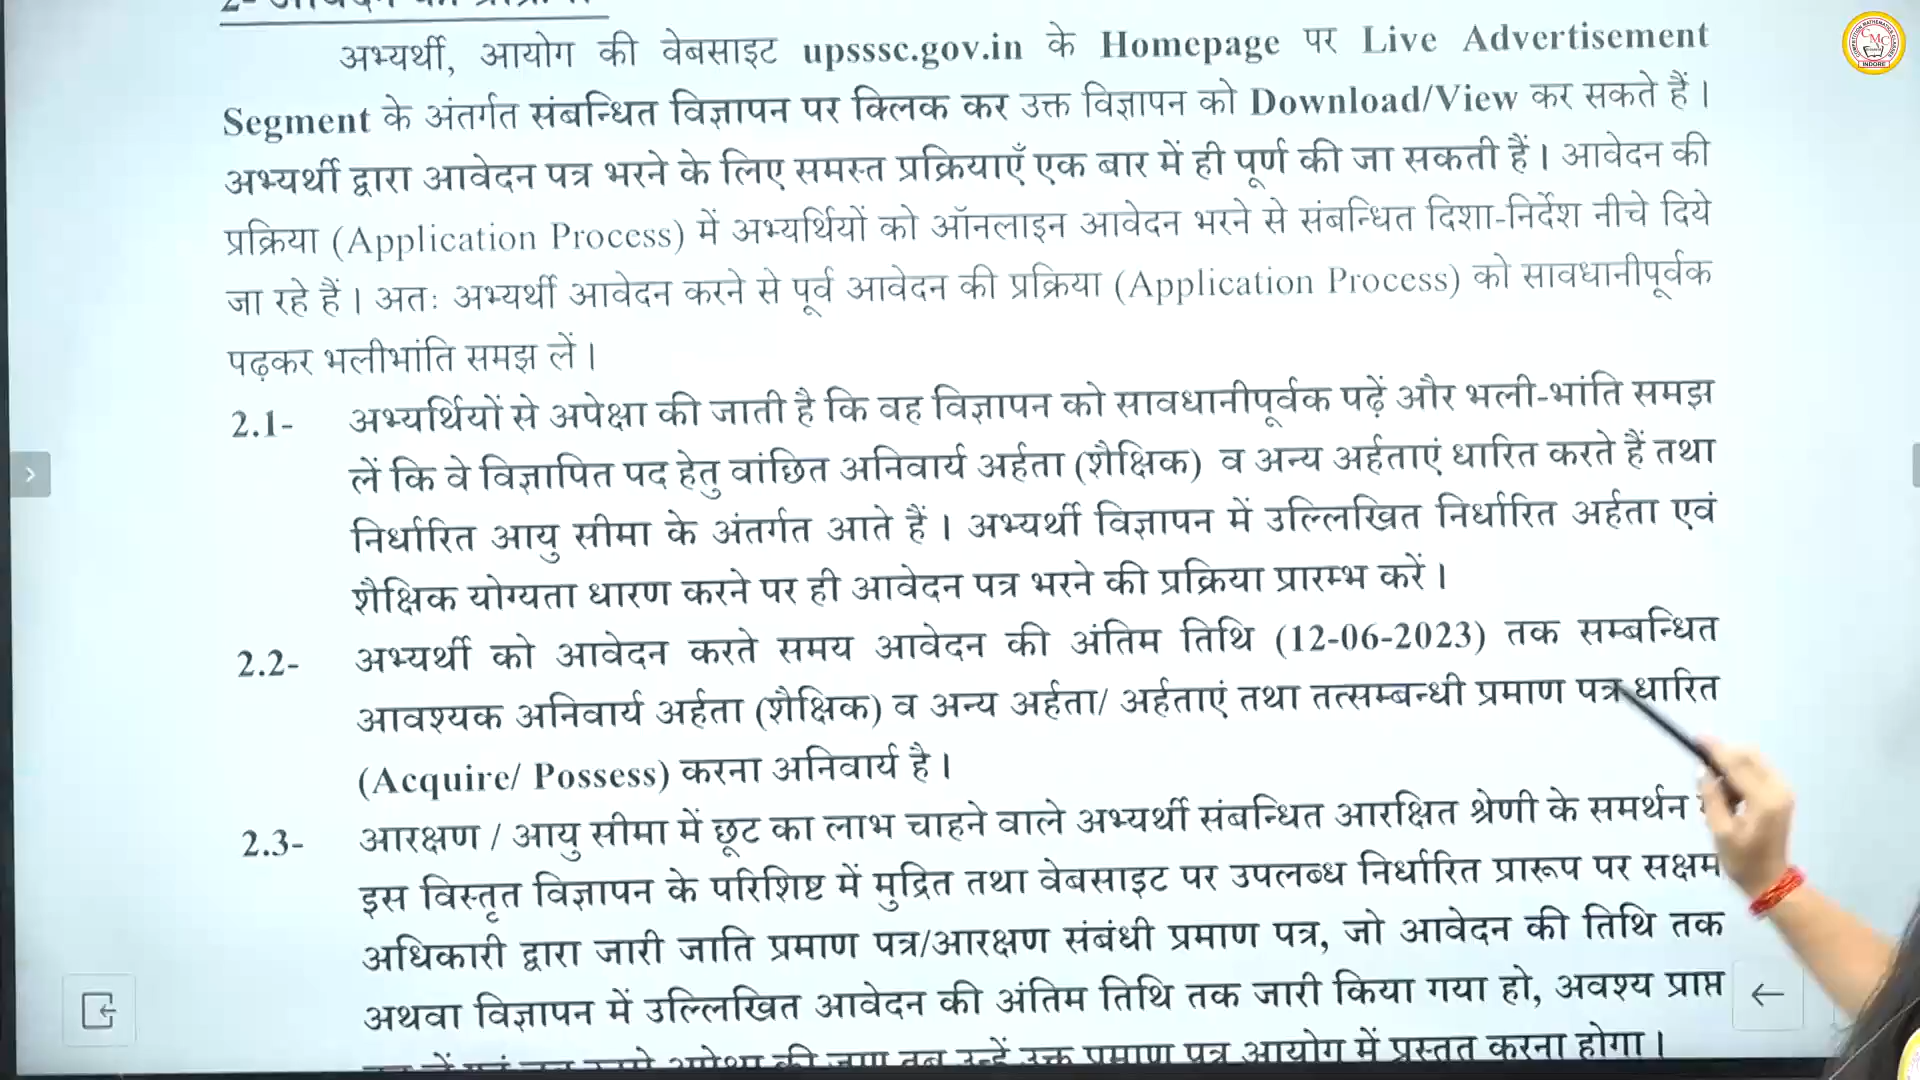 2- आवेदन की प्रक्रिया
अभ्यर्थी, आयोग की वेबसाइट upsssc.gov.in के Homepage पर Live Advertisement
Segment के अंतर्गत संबन्धित विज्ञापन पर क्लिक कर उक्त विज्ञापन को Download/View कर सकते हैं।
अभ्यर्थी द्वारा आवेदन पत्र भरने के लिए समस्त प्रक्रियाएँ एक बार में ही पूर्ण की जा सकती हैं। आवेदन की
प्रक्रिया (Application Process) में अभ्यर्थियों को ऑनलाइन आवेदन भरने से संबन्धित दिशा-निर्देश नीचे दिये
जा रहे हैं। अतः अभ्यर्थी आवेदन करने से पूर्व आवेदन की प्रक्रिया (Application Process) को सावधानीपूर्वक
पढ़कर भलीभांति समझ लें।
2.1- अभ्यर्थियों से अपेक्षा की जाती है कि वह विज्ञापन को सावधानीपूर्वक पढ़ें और भली-भांति समझ
लें कि वे विज्ञापित पद हेतु वांछित अनिवार्य अर्हता (शैक्षिक) व अन्य अर्हताएं धारित करते हैं तथा
निर्धारित आयु सीमा के अंतर्गत आते हैं। अभ्यर्थी विज्ञापन में उल्लिखित निर्धारित अर्हता एवं
शैक्षिक योग्यता धारण करने पर ही आवेदन पत्र भरने की प्रक्रिया प्रारम्भ करें।
2.2- अभ्यर्थी को आवेदन करते समय आवेदन की अंतिम तिथि (12-06-2023) तक सम्बन्धित
आवश्यक अनिवार्य अर्हता (शैक्षिक) व अन्य अर्हता/ अर्हताएं तथा तत्सम्बन्धी प्रमाण पत्र धारित
(Acquire/ Possess) करना अनिवार्य है।
2.3- आरक्षण / आयु सीमा में छूट का लाभ चाहने वाले अभ्यर्थी संबन्धित आरक्षित श्रेणी के समर्थन
इस विस्तृत विज्ञापन के परिशिष्ट में मुद्रित तथा वेबसाइट पर उपलब्ध निर्धारित प्रारूप पर सक्षम
अधिकारी द्वारा जारी जाति प्रमाण पत्र/आरक्षण संबंधी प्रमाण पत्र, जो आवेदन की तिथि तक
अथवा विज्ञापन में उल्लिखित आवेदन की अंतिम तिथि तक जारी किया गया हो, अवश्य प्राप्त
अपेक्षा की जाए तब उन्हें उक्त प्रमाण पत्र आयोग में प्रस्तुत करना होगा।
CMC
INDORE